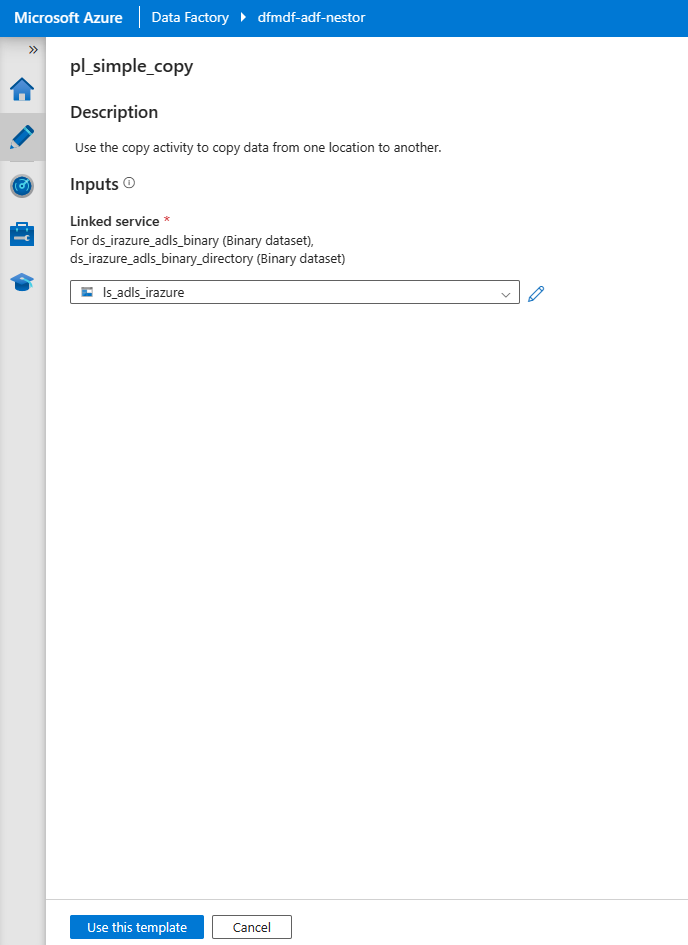 Microsoft Azure Data Factory dfmdf-adf-nestor
»
pl_simple_copy
Description
Use the copy activity to copy data from one location to another.
Inputs
Linked service *
For ds_irazure_adls_binary (Binary dataset),
ds_irazure_adls_binary_directory (Binary dataset)
ls_adls_irazure
Use this template Cancel